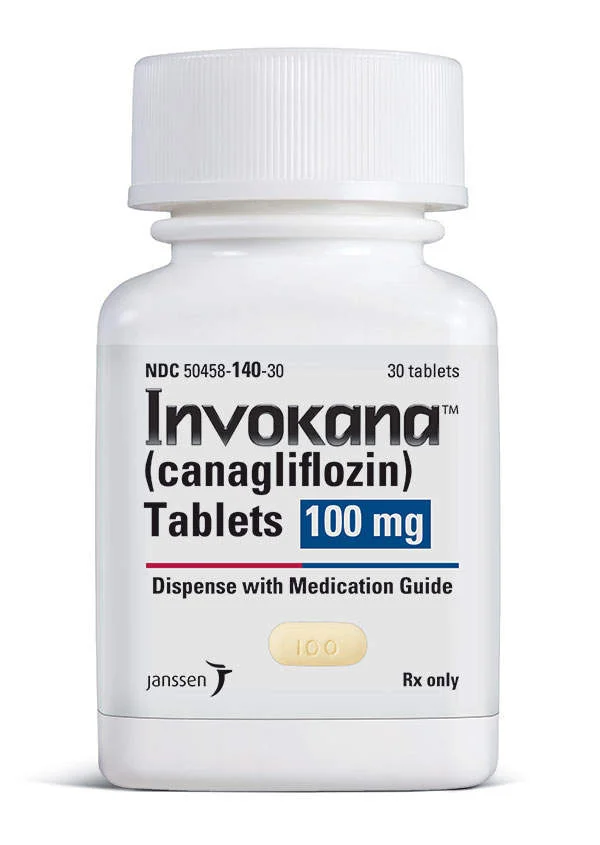 NDC 50458-140-30 30 tablets
Invokana™
(canagliflozin)
Tablets 100 mg
Dispense with Medication Guide
100
janssen Rx only